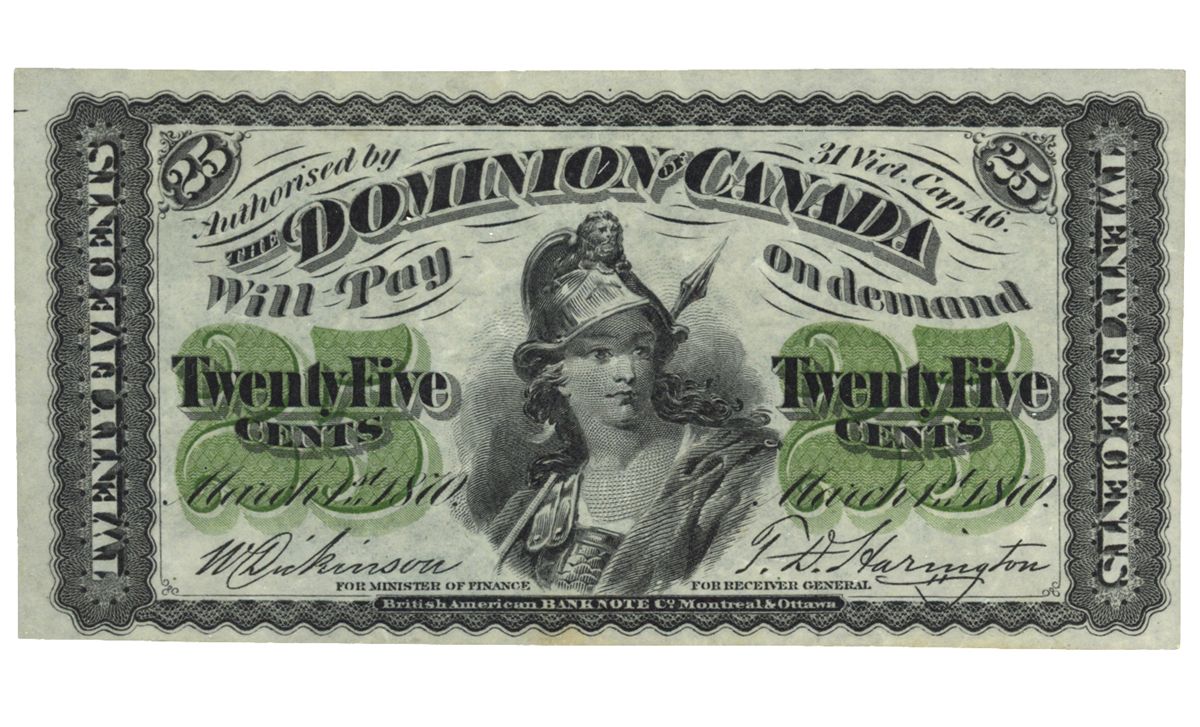 25
25
Authorised by
31 Vict. Cap. 46.
THE DOMINION OF CANADA
Will Pay
on demand
Twenty Five
CENTS
Twenty Five
CENTS
March 1st. 1870.
March 1st. 1870.
W Dickinson
FOR MINISTER OF FINANCE
T. D. Harington
FOR RECEIVER GENERAL
British American BANK NOTE Co. Montreal & Ottawa
TWENTY FIVE CENTS
TWENTY FIVE CENTS
25
25